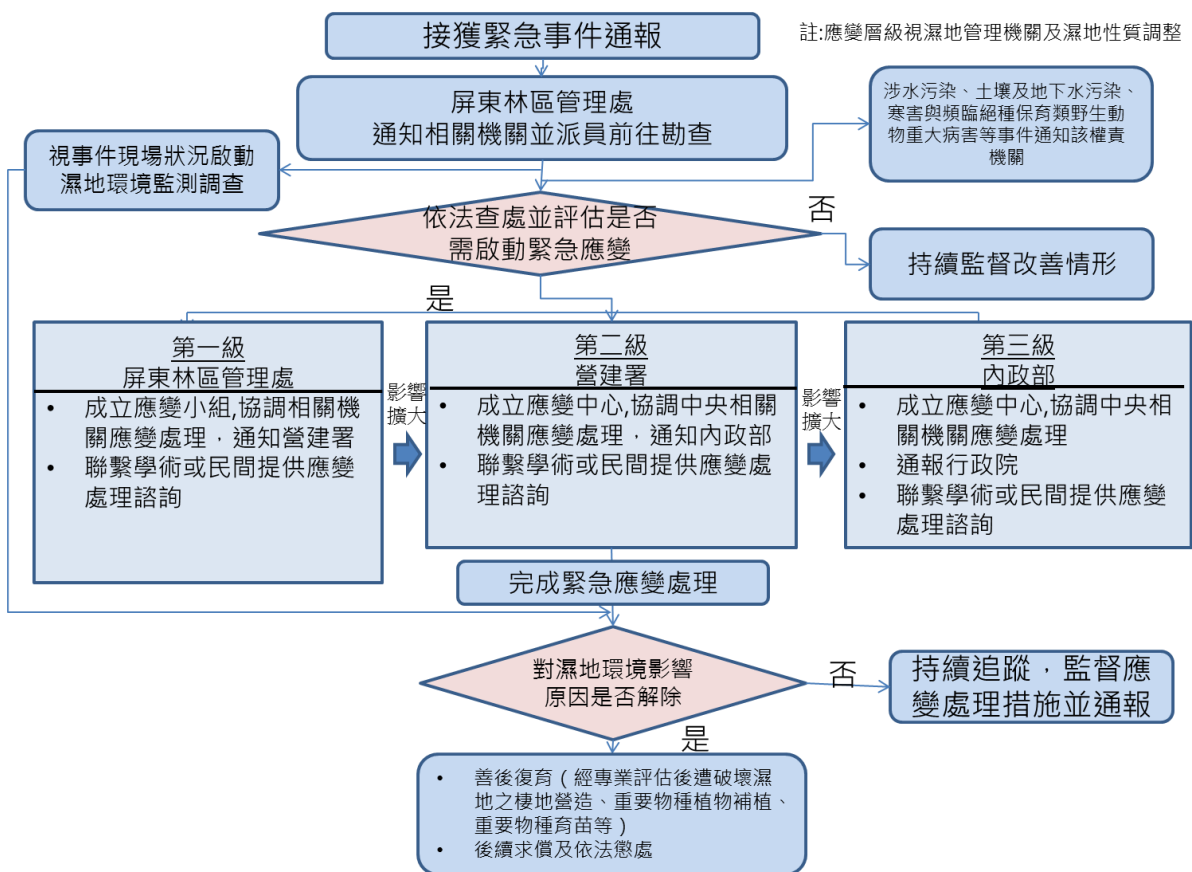 接獲緊急事件通報
註:應變層級視濕地管理機關及濕地性質調整
屏東林區管理處
通知相關機關並派員前往勘查
涉水污染、土壤及地下水污染、
寒害與頻臨絕種保育類野生動
物重大病害等事件通知該權責
機關
視事件現場狀況啟動
濕地環境監測調查
依法查處並評估是否
需啟動緊急應變
否
持續監督改善情形
是
第一級
屏東林區管理處
• 成立應變小組,協調相關機
關應變處理，通知營建署
• 聯繫學術或民間提供應變
處理諮詢
影響
擴大
第二級
營建署
• 成立應變中心,協調中央相關
機關應變處理，通知內政部
• 聯繫學術或民間提供應變處
理諮詢
影響
擴大
第三級
內政部
• 成立應變中心,協調中央相
關機關應變處理
• 通報行政院
• 聯繫學術或民間提供應變
處理諮詢
完成緊急應變處理
對濕地環境影響
原因是否解除
否
持續追蹤，監督應
變處理措施並通報
是
• 善後復育（經專業評估後遭破壞濕
地之棲地營造、重要物種植物補植、
重要物種育苗等）
• 後續求償及依法懲處